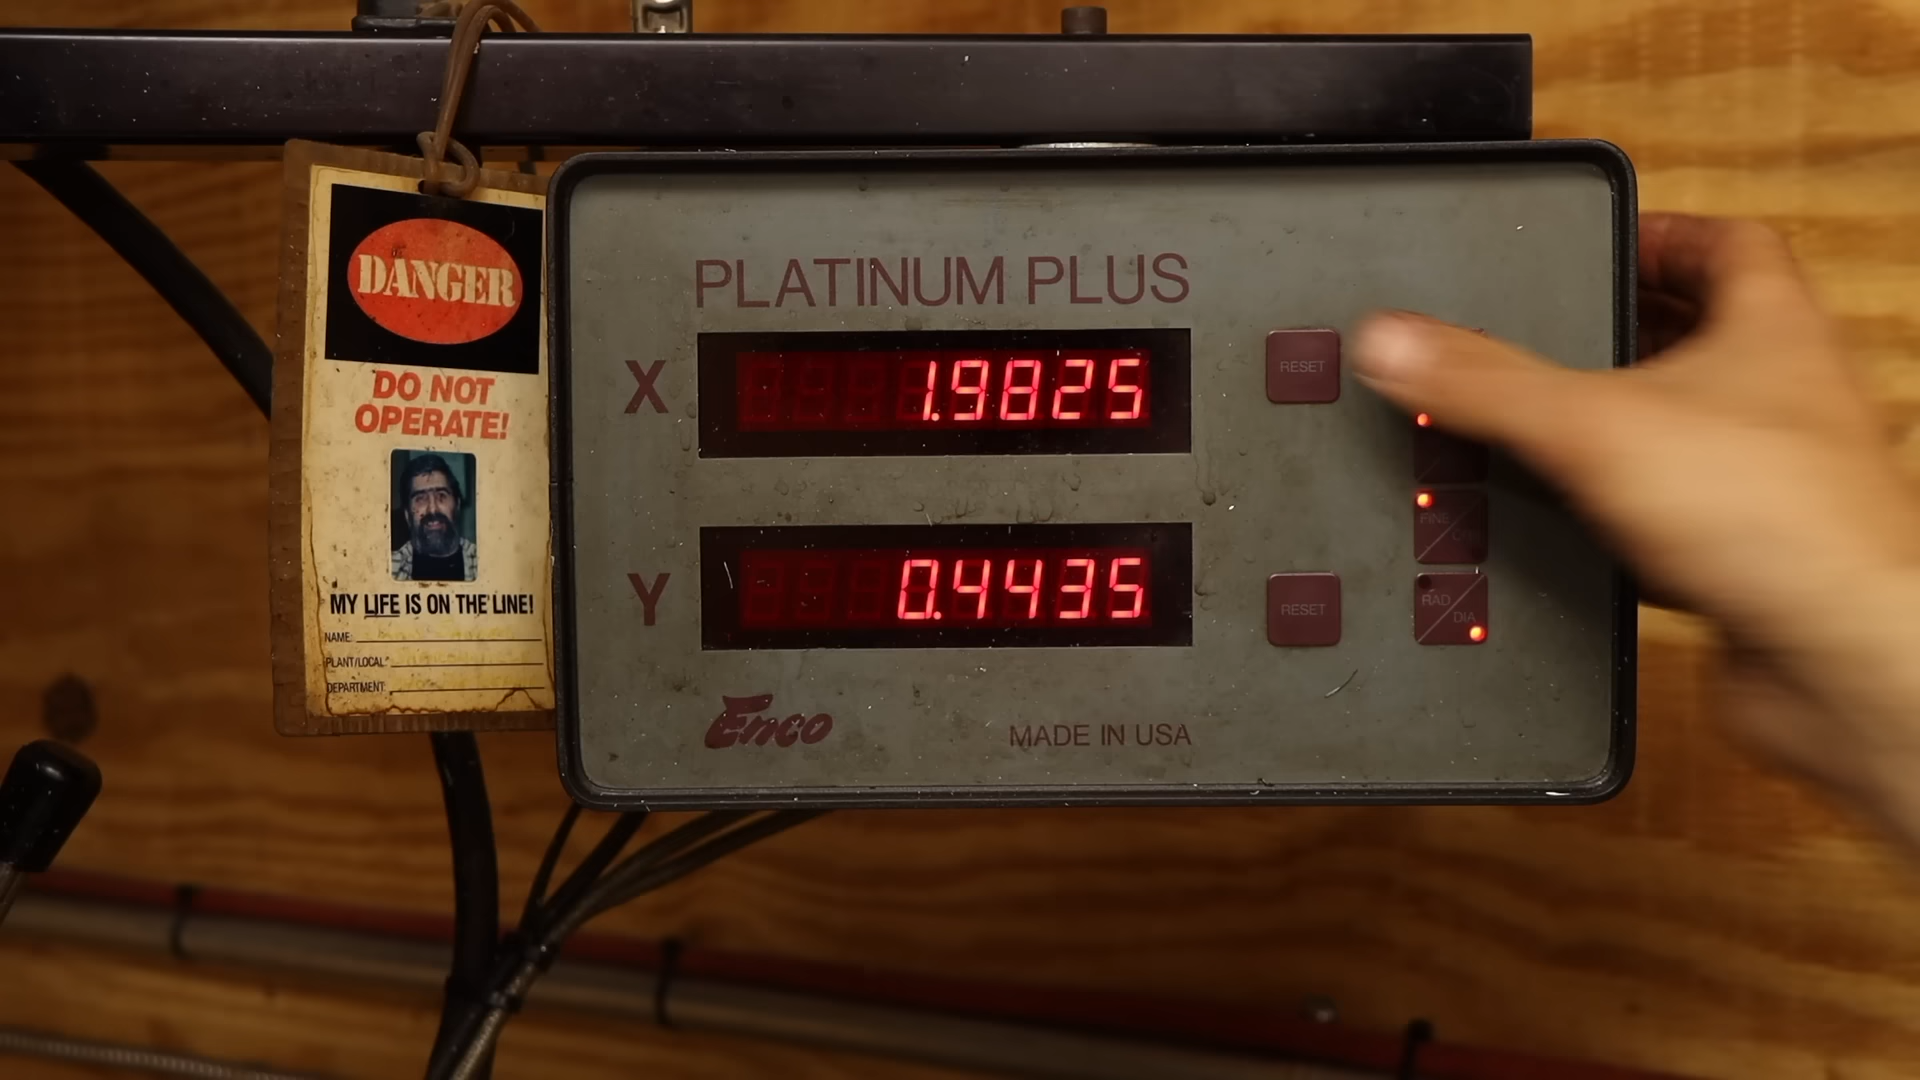 DANGER
DO NOT
OPERATE!
MY LIFE IS ON THE LINE!
NAME:
PLANT/LOCAL:
DEPARTMENT:
PLATINUM PLUS
X
1.9825
RESET
Y
0.4435
RESET
FINE
RAD
DIA
Enco
MADE IN USA